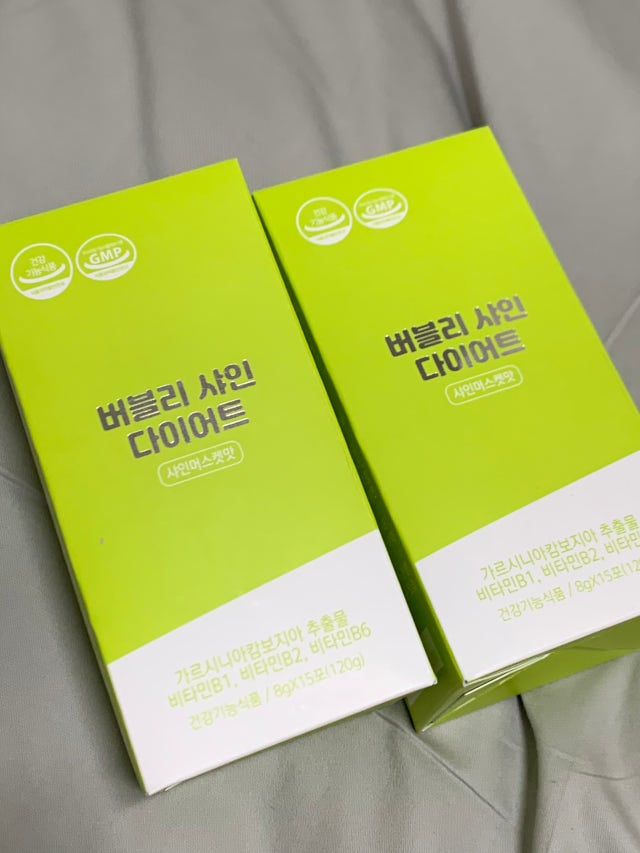 건강
기능식품
GMP
버블리 샤인
다이어트
샤인머스켓맛
가르시니아캄보지아 추출물
비타민B1, 비타민B2, 비타민B6
건강기능식품 / 8gX15포(120g)
건강
기능식품
GMP
버블리 샤인
다이어트
샤인머스켓맛
가르시니아캄보지아 추출물
비타민B1, 비타민B2,
건강기능식품 / 8gX15포